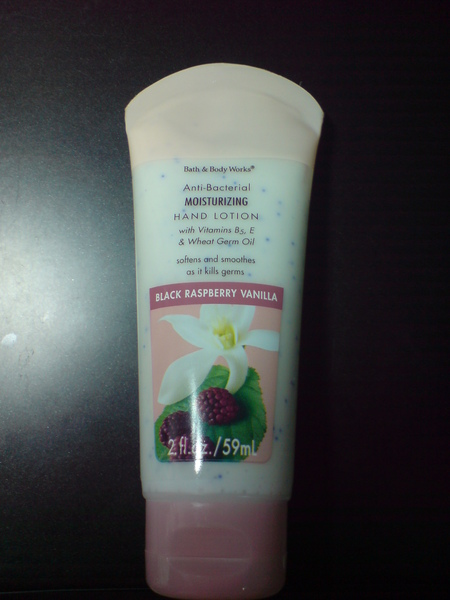 Bath & Body Works®
Anti-Bacterial
MOISTURIZING
HAND LOTION
with Vitamins B5, E
& Wheat Germ Oil
softens and smoothes
as it kills germs
BLACK RASPBERRY VANILLA
2 fl. oz./59mL